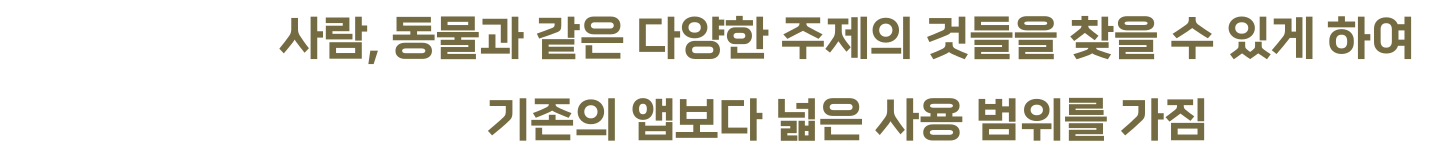 사람, 동물과 같은 다양한 주제의 것들을 찾을 수 있게 하여
기존의 앱보다 넓은 사용 범위를 가짐